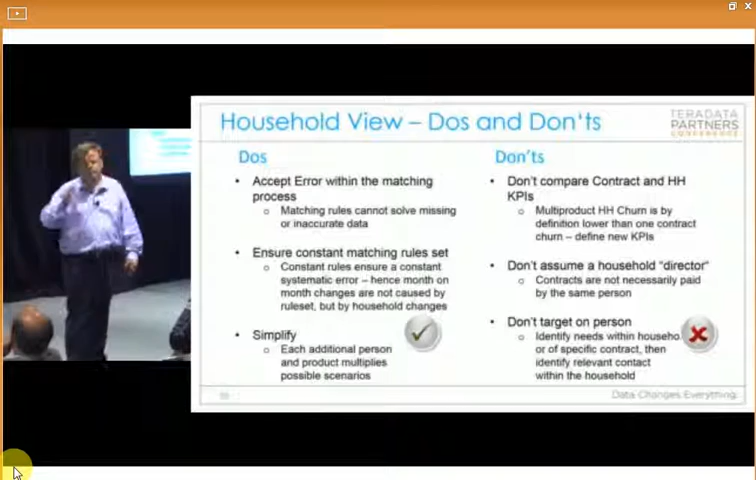 Household View – Dos and Don'ts
TERADATA
PARTNERS
CONFERENCE
Dos
• Accept Error within the matching
process
o Matching rules cannot solve missing
or inaccurate data
• Ensure constant matching rules set
o Constant rules ensure a constant
systematic error – hence month on
month changes are not caused by
ruleset, but by household changes
• Simplify
o Each additional person
and product multiplies
possible scenarios
Don'ts
• Don't compare Contract and HH
KPIs
o Multiproduct HH Churn is by
definition lower than one contract
churn – define new KPIs
• Don't assume a household "director"
o Contracts are not necessarily paid
by the same person
• Don't target on person
o Identify needs within househo
or of specific contract, then
identify relevant contact
within the household
Data Changes Everything.